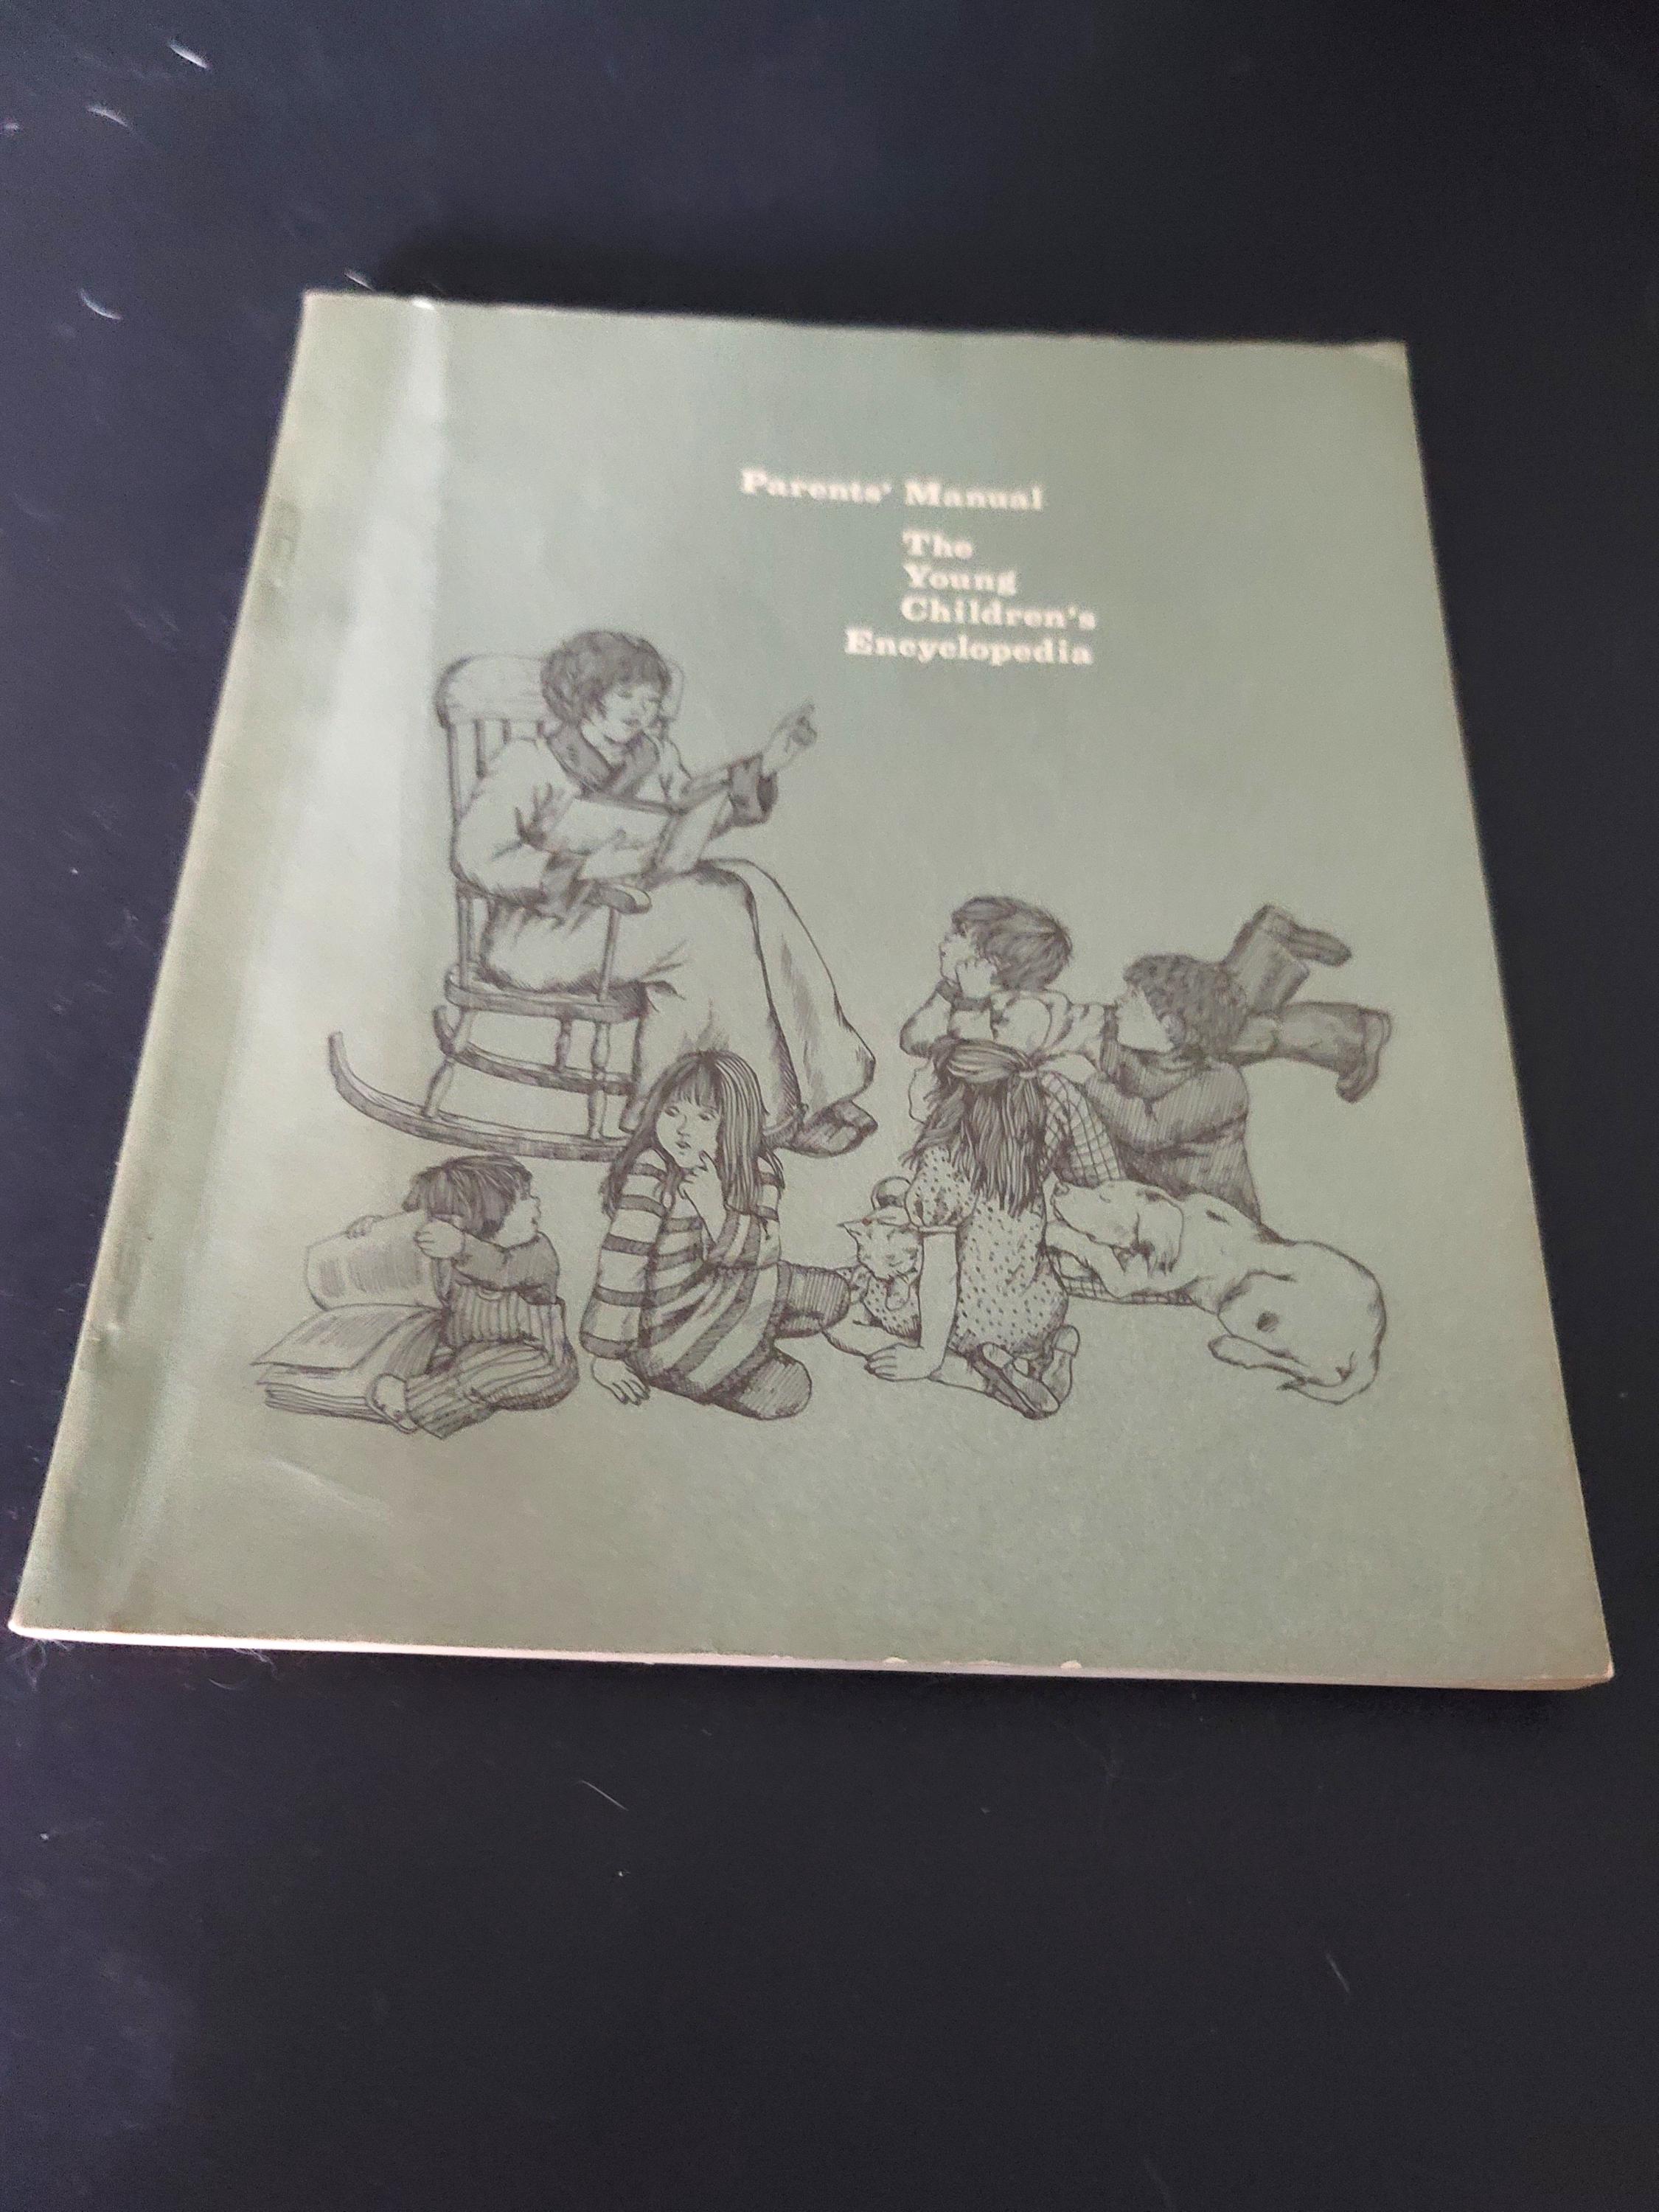 Parents' Manual
The
Young
Children's
Encyclopedia